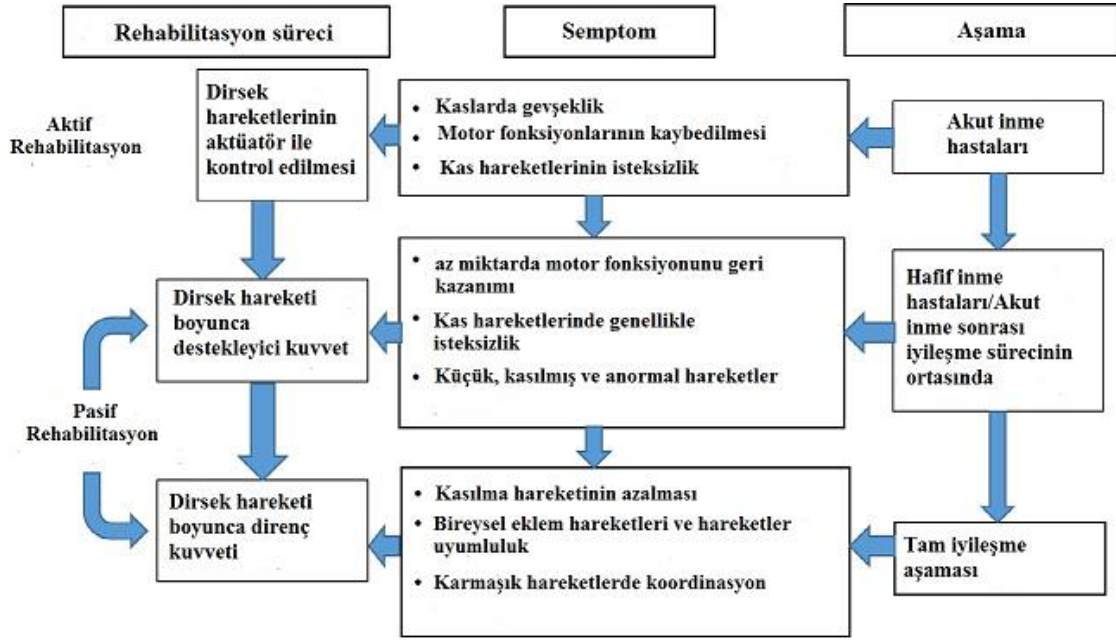 Rehabilitasyon süreci
Semptom
Aşama
Aktif
Rehabilitasyon
Dirsek
hareketlerinin
aktüatör ile
kontrol edilmesi
• Kaslarda gevşeklik
• Motor fonksiyonlarının kaybedilmesi
• Kas hareketlerinin isteksizlik
Akut inme
hastaları
Dirsek hareketi
boyunca
destekleyici kuvvet
• az miktarda motor fonksiyonunu geri
kazanımı
• Kas hareketlerinde genellikle
isteksizlik
• Küçük, kasılmış ve anormal hareketler
Hafif inme
hastaları/Akut
inme sonrası
iyileşme sürecinin
ortasında
Pasif
Rehabilitasyon
Dirsek hareketi
boyunca direnç
kuvveti
• Kasılma hareketinin azalması
• Bireysel eklem hareketleri ve hareketler
uyumluluk
• Karmaşık hareketlerde koordinasyon
Tam iyileşme
aşaması